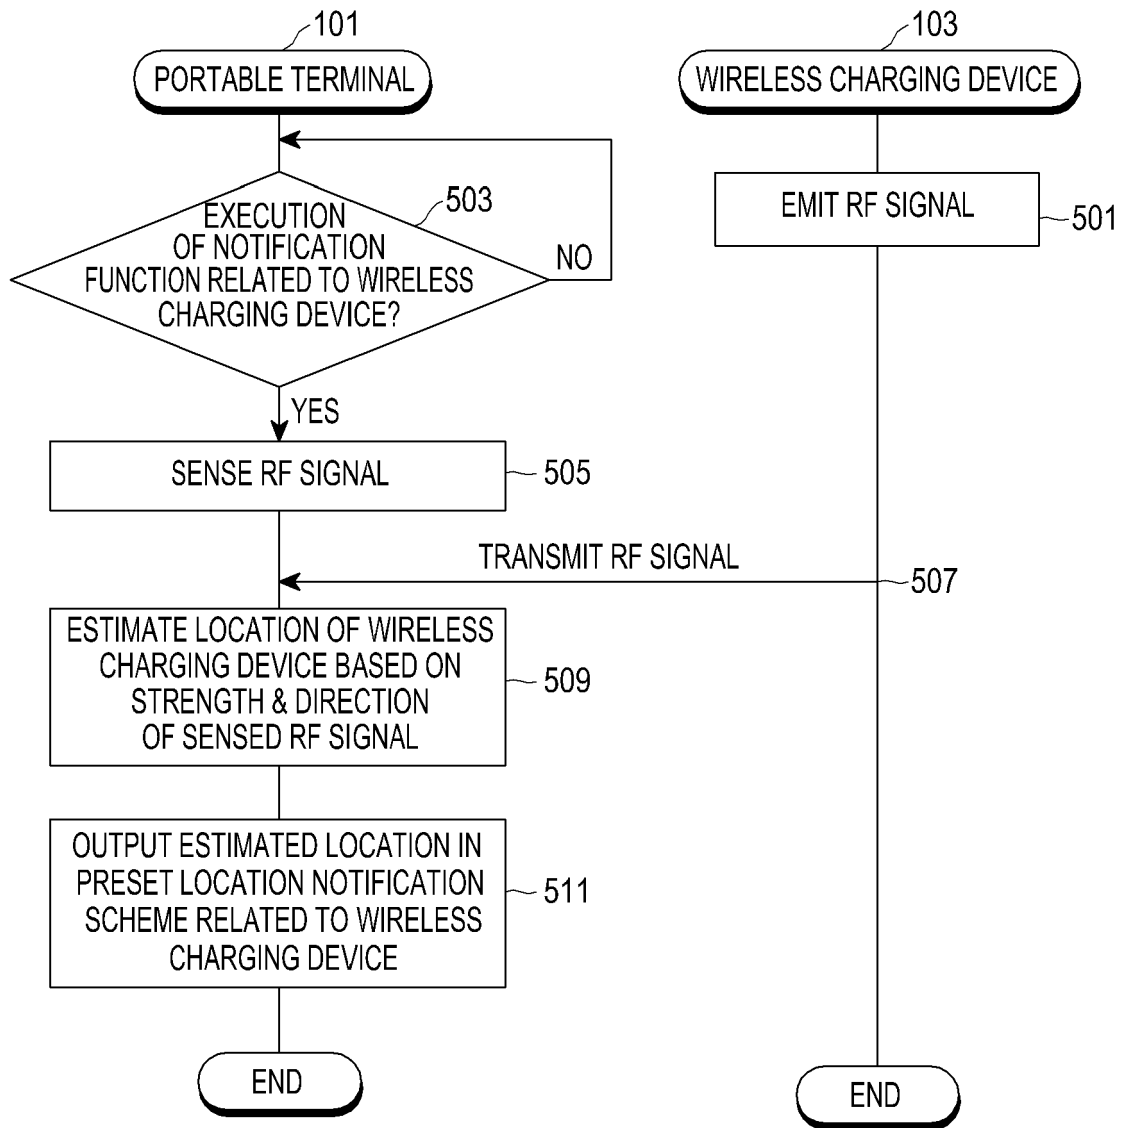 101
PORTABLE TERMINAL
103
WIRELESS CHARGING DEVICE
503
EXECUTION
OF NOTIFICATION
FUNCTION RELATED TO WIRELESS
CHARGING DEVICE?
NO
YES
EMIT RF SIGNAL
501
SENSE RF SIGNAL
505
TRANSMIT RF SIGNAL
507
ESTIMATE LOCATION OF WIRELESS
CHARGING DEVICE BASED ON
STRENGTH & DIRECTION
OF SENSED RF SIGNAL
509
OUTPUT ESTIMATED LOCATION IN
PRESET LOCATION NOTIFICATION
SCHEME RELATED TO WIRELESS
CHARGING DEVICE
511
END
END